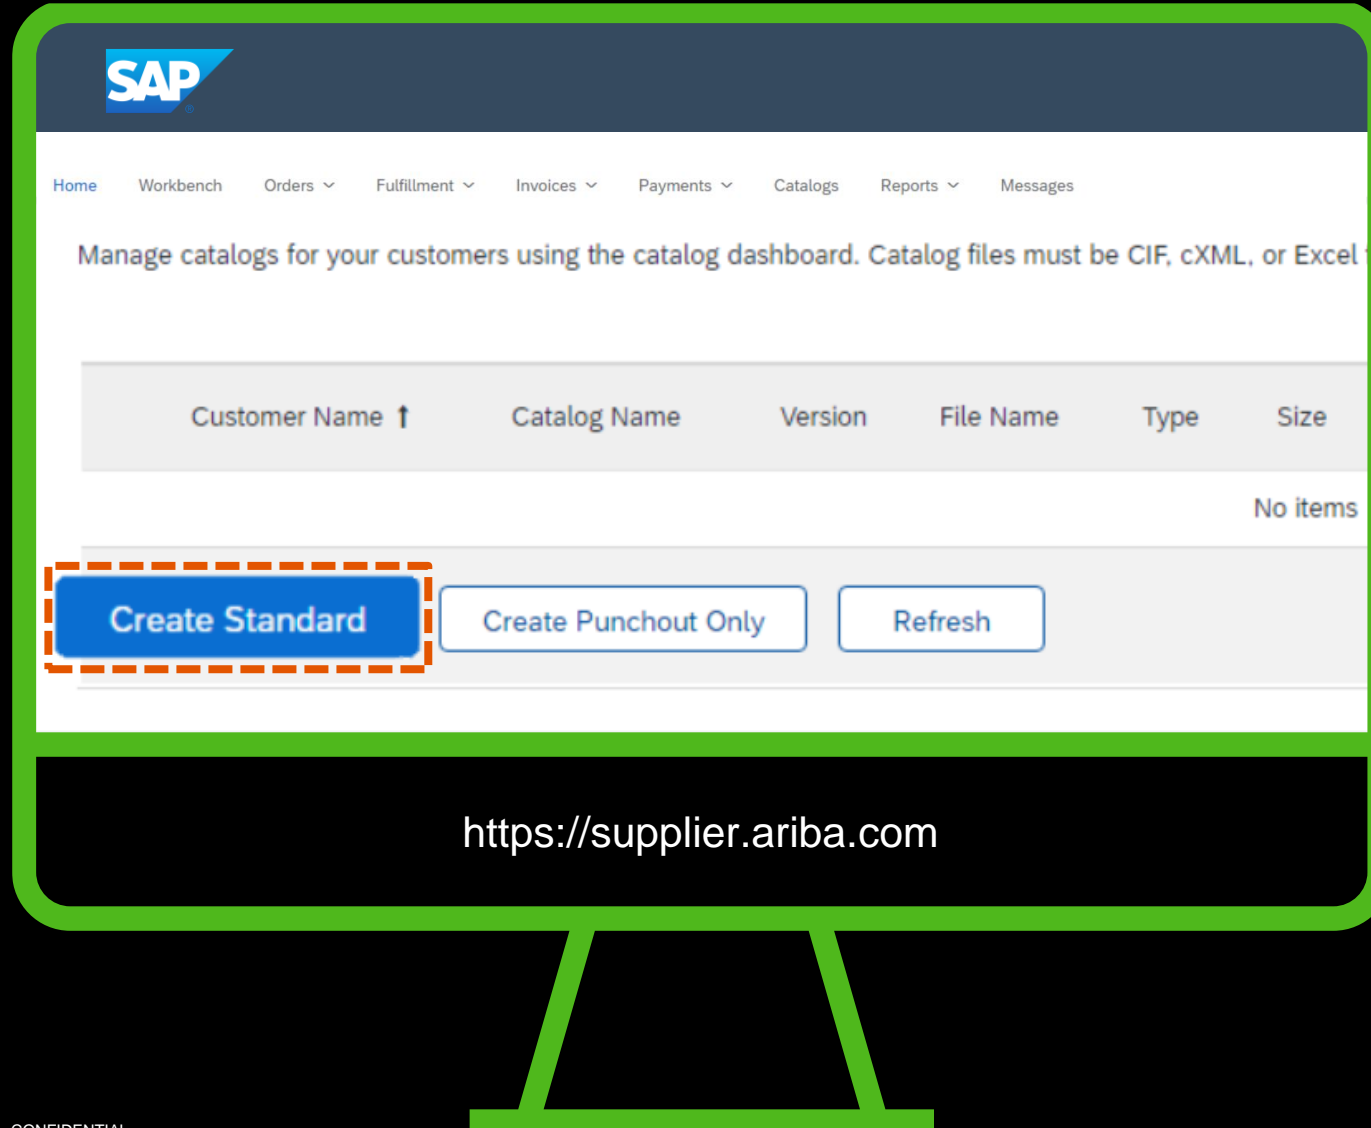 SAP
Home Workbench Orders Fulfillment Invoices Payments Catalogs Reports Messages
Manage catalogs for your customers using the catalog dashboard. Catalog files must be CIF, cXML, or Excel
Customer Name ↑ Catalog Name Version File Name Type Size
No items
Create Standard Create Punchout Only Refresh
https://supplier.ariba.com
CONFIDENTIAL